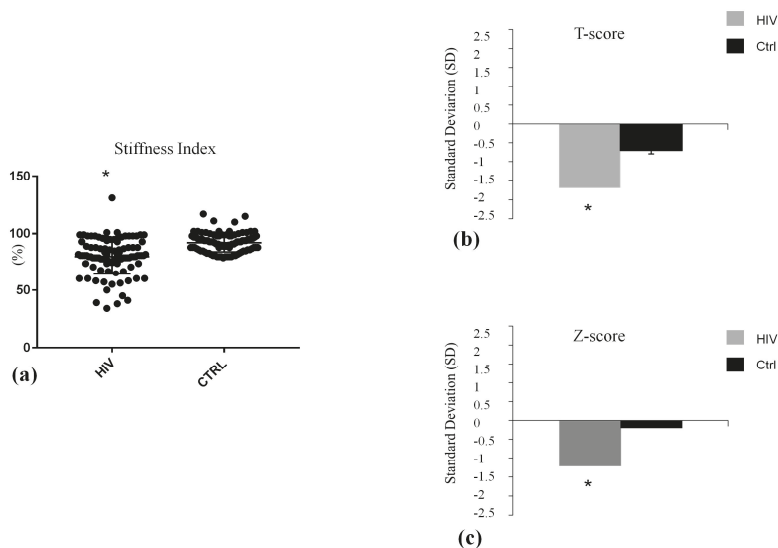 Stiffness Index
*
150
100
50
0
(%)
HIV
CTRL
(a)
T-score
HIV
Ctrl
Standard Deviarion (SD)
2.5
2
1.5
1
0.5
0
-0.5
-1
-1.5
-2
-2.5
*
(b)
Z-score
HIV
Ctrl
Standard Deviation (SD)
2.5
2
1.5
1
0.5
0
-0.5
-1
-1.5
-2
-2.5
*
(c)